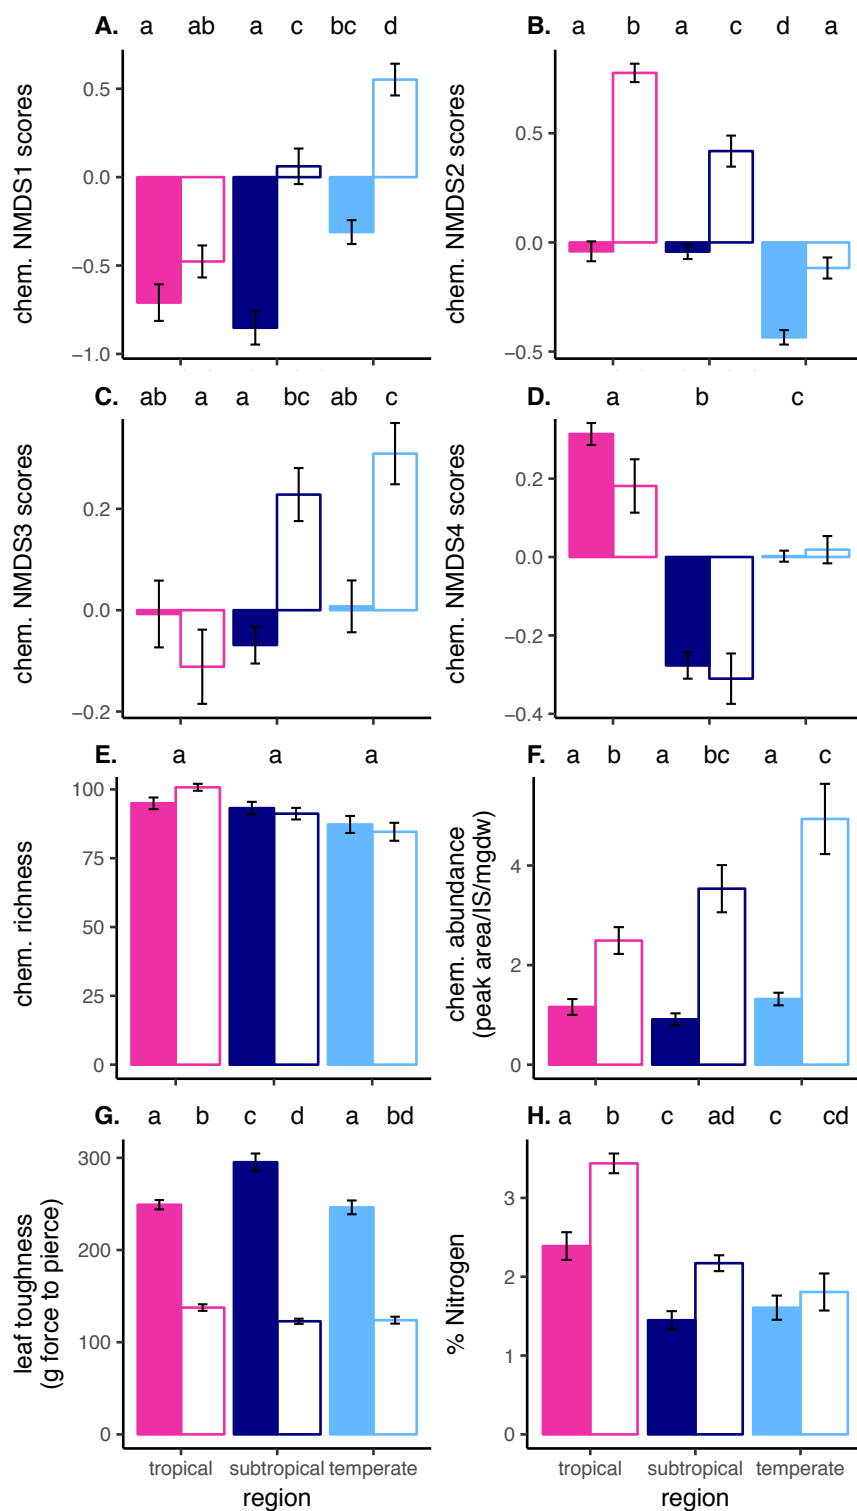 A. a ab a c bc d
chem. NMDS1 scores
0.5
0.0
−0.5
−1.0
B. a b a c d a
chem. NMDS2 scores
0.5
0.0
−0.5
C. ab a a bc ab c
chem. NMDS3 scores
0.2
0.0
−0.2
D. a b c
chem. NMDS4 scores
0.2
0.0
−0.2
−0.4
E. a a a
chem. richness
100
75
50
25
0
F. a b a bc a c
chem. abundance
(peak area/IS/mgdw)
4
2
0
G. a b c d a bd
leaf toughness
(g force to pierce)
300
200
100
0
tropical subtropical temperate
region
H. a b c ad c cd
% Nitrogen
3
2
1
0
tropical subtropical temperate
region